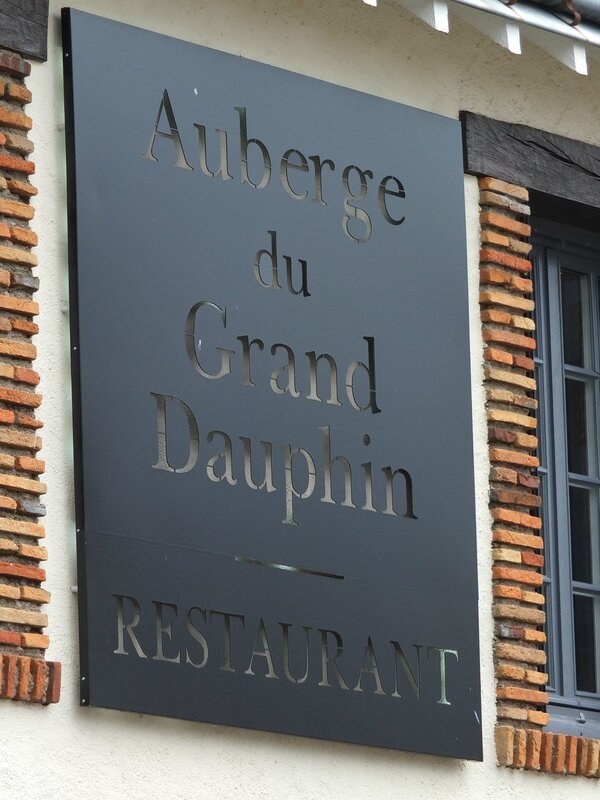 Auberge
du
Grand
Dauphin
RESTAURANT